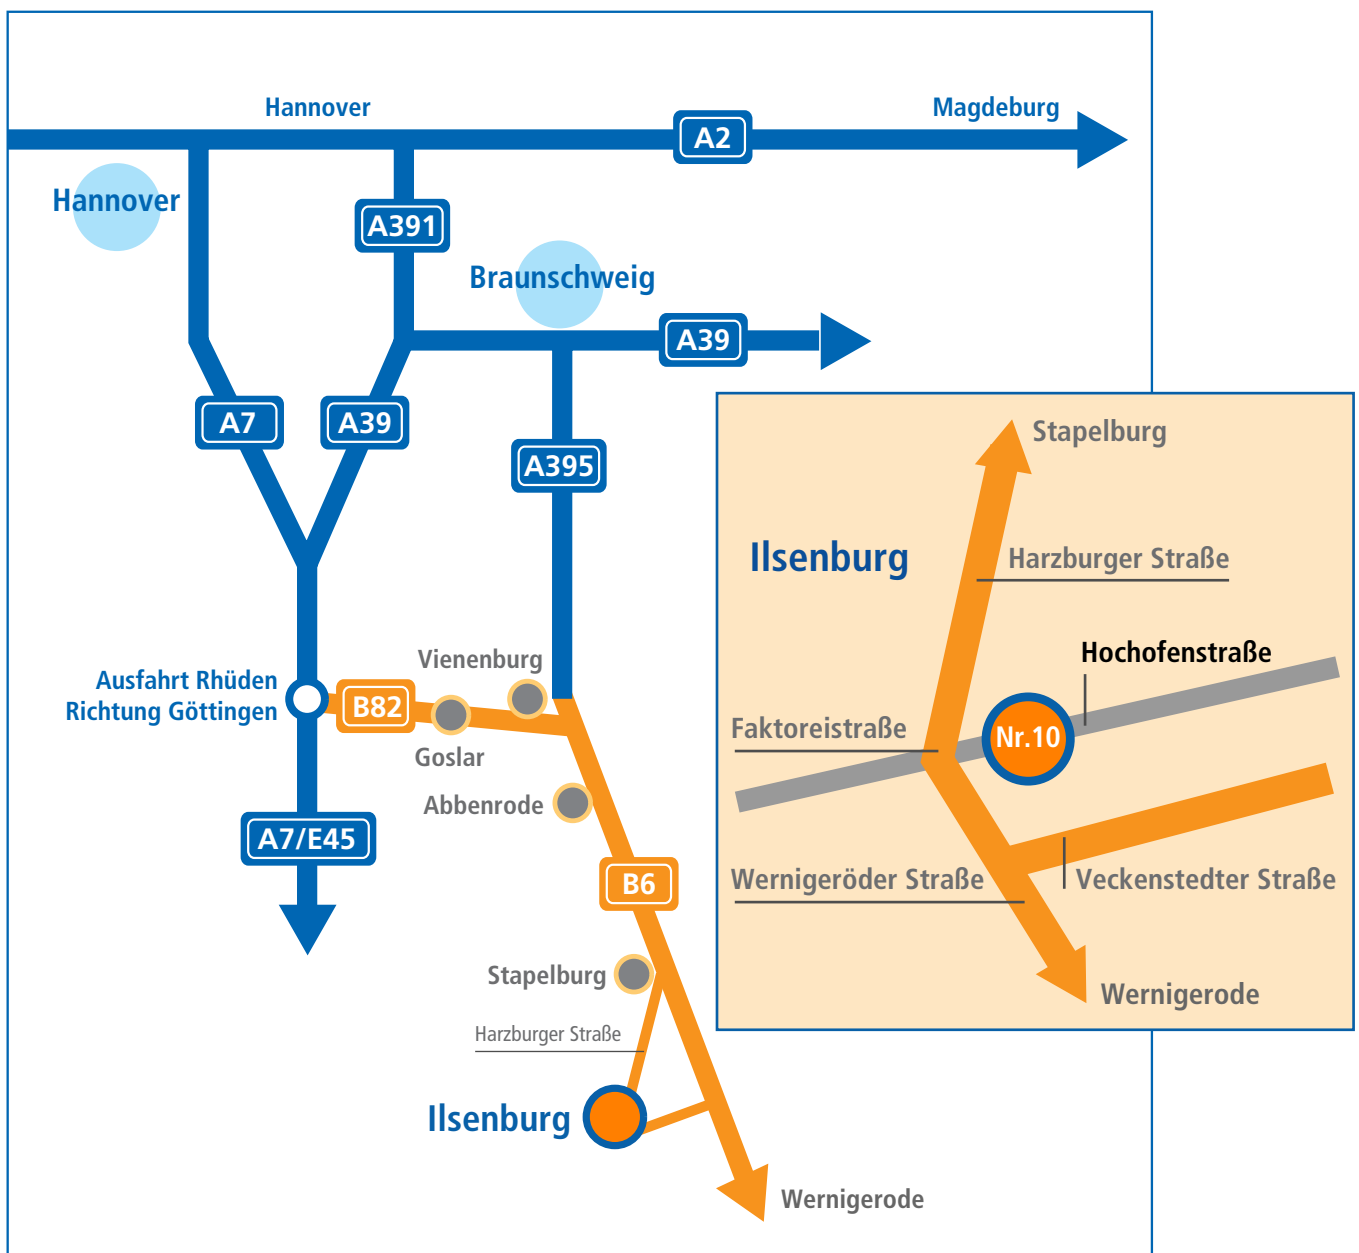 Hannover
Magdeburg
A2
Hannover
A391
Braunschweig
A39
A7
A39
A395
Stapelburg
Ilsenburg
Harzburger Straße
Hochofenstraße
Faktoreistraße
Nr.10
Wernigeröder Straße
Veckenstedter Straße
Wernigerode
Vienenburg
Ausfahrt Rhüden
Richtung Göttingen
B82
Goslar
Abbenrode
A7/E45
B6
Stapelburg
Harzburger Straße
Ilsenburg
Wernigerode